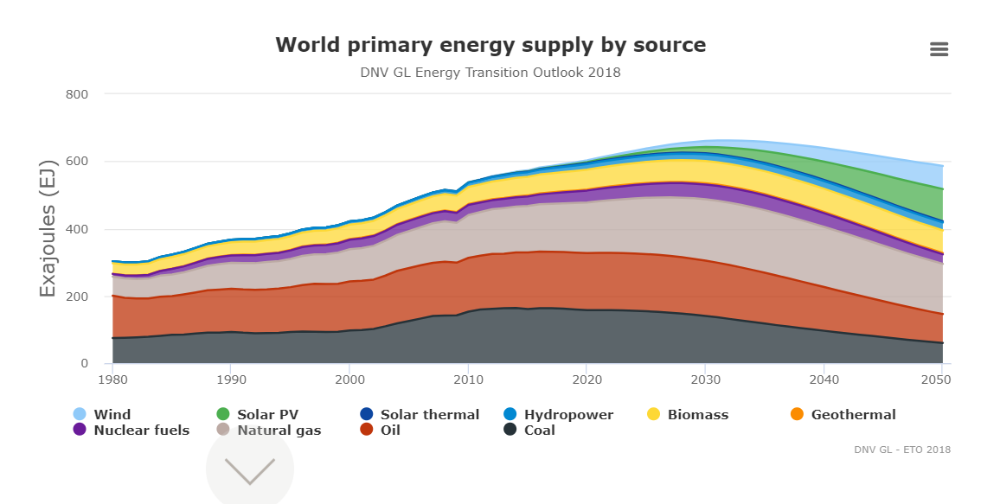 World primary energy supply by source
DNV GL Energy Transition Outlook 2018
Exajoules (EJ)
800
600
400
200
0
1980 1990 2000 2010 2020 2030 2040 2050
Wind Solar PV Solar thermal Hydropower Biomass Geothermal
Nuclear fuels Natural gas Oil Coal
DNV GL - ETO 2018